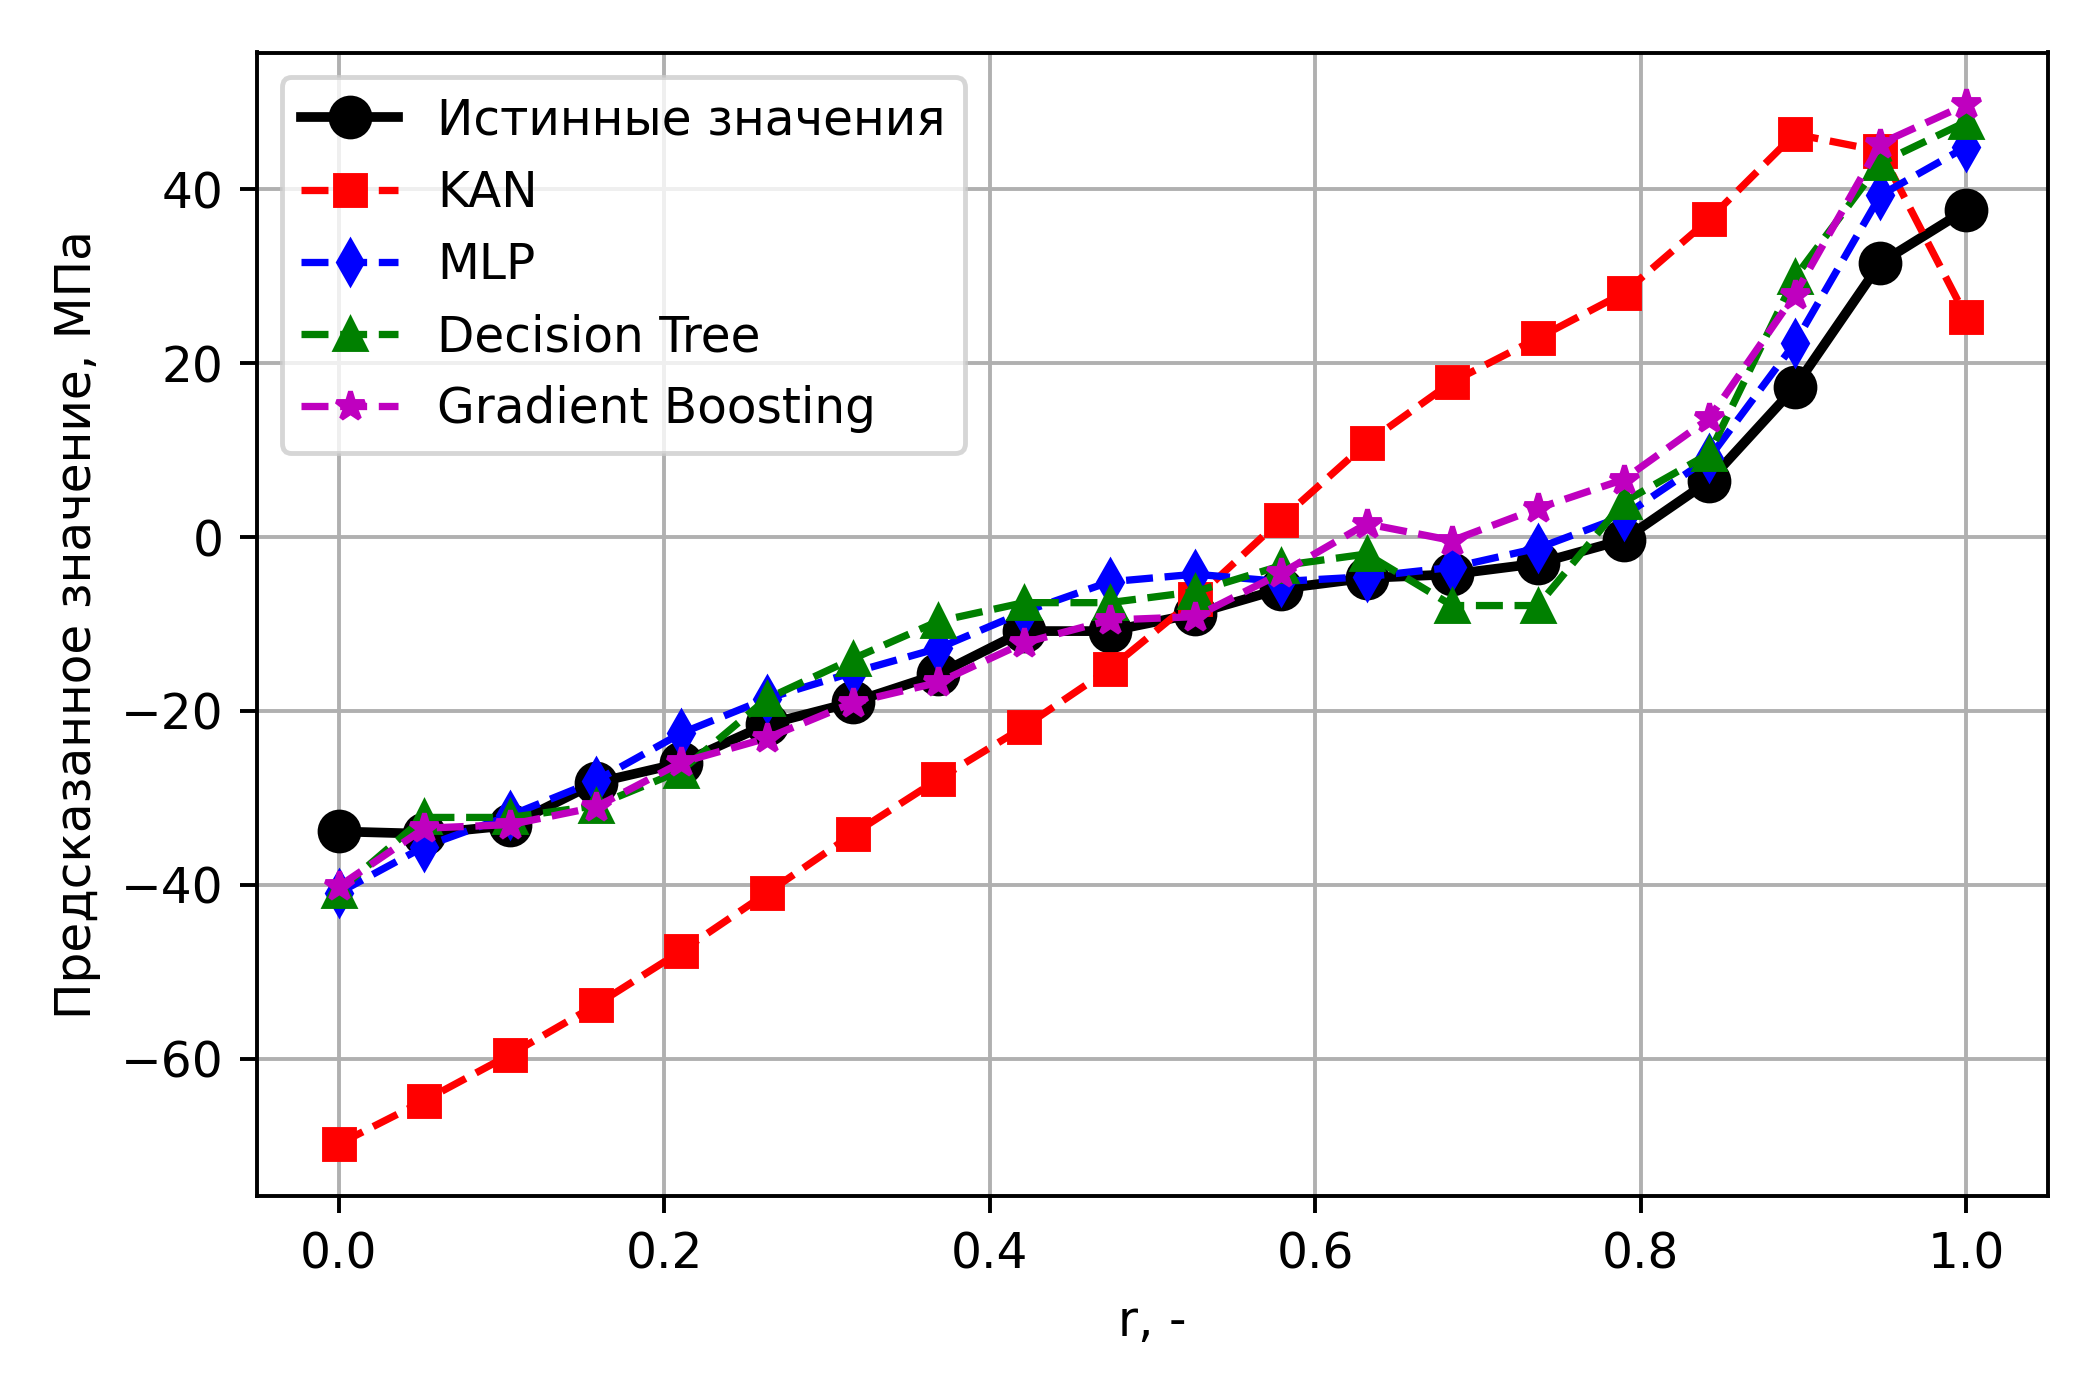 Предсказанное значение, МПа
40
20
0
−20
−40
−60
Истинные значения
KAN
MLP
Decision Tree
Gradient Boosting
0.0 0.2 0.4 0.6 0.8 1.0
r, -